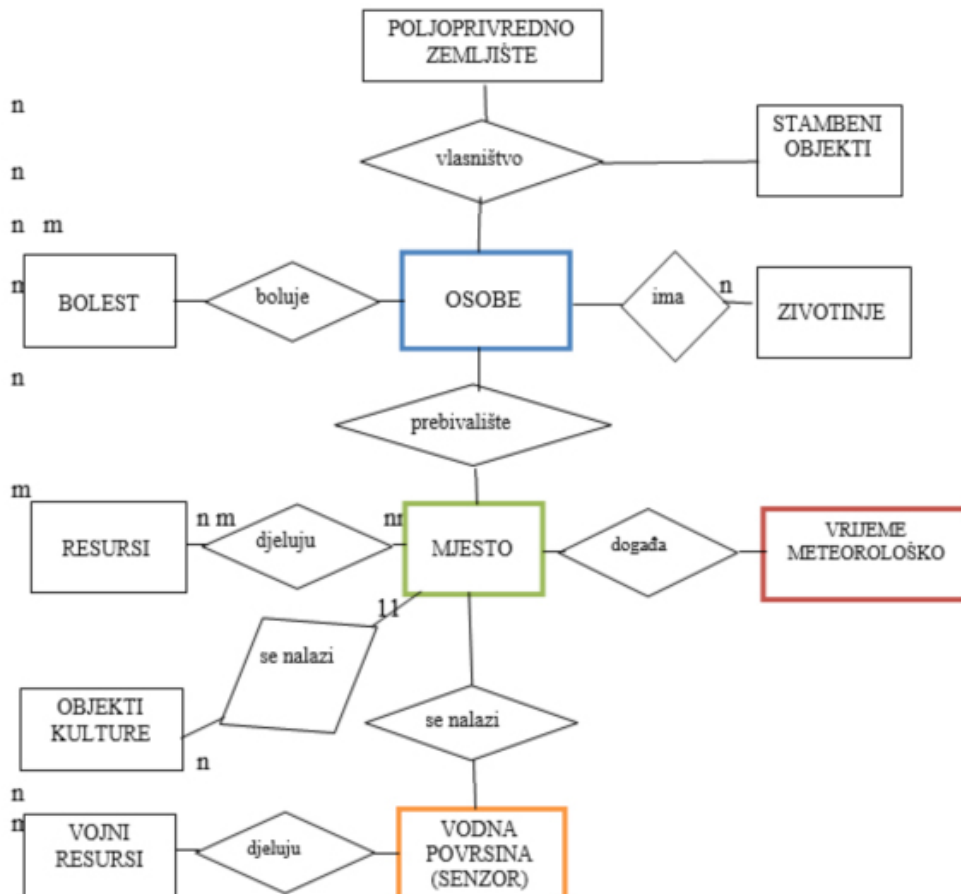 POLJOPRIVREDNO
ZEMLJIŠTE
n
STAMBENI
OBJEKTI
vlasništvo
n
n m
BOLEST
boluje
OSOBE
ima
n
ZIVOTINJE
n
n
prebivalište
m
RESURSI
n m
djeluju
MJESTO
događa
VRIJEME
METEOROLOŠKO
11
se nalazi
OBJEKTI
KULTURE
n
se nalazi
n
VOJNI
RESURSI
djeluju
VODNA
POVRSINA
(SENZOR)